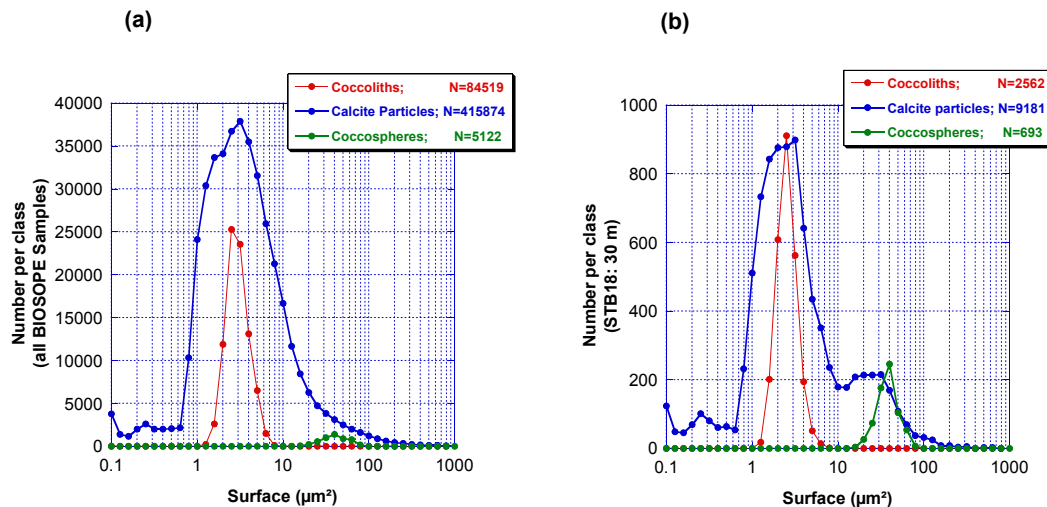 (a)
Coccoliths; N=84519
Calcite Particles; N=415874
Coccospheres; N=5122
Number per class
(all BIOSOPE Samples)
40000
35000
30000
25000
20000
15000
10000
5000
0
0.1 1 10 100 1000
Surface (µm²)
(b)
Coccoliths; N=2562
Calcite particles; N=9181
Coccospheres; N=693
Number per class
(STB18: 30 m)
1000
800
600
400
200
0
0.1 1 10 100 1000
Surface (µm²)